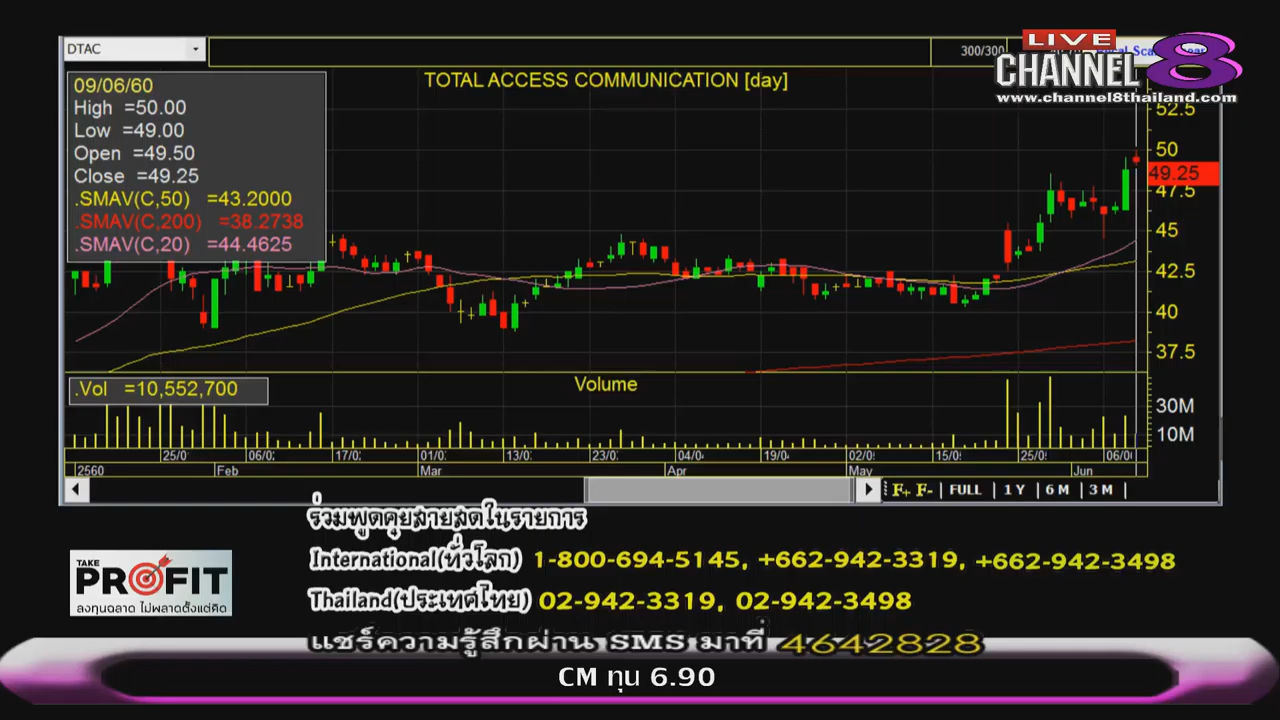 DTAC
300/300
LIVE
CHANNEL 8
www.channel8thailand.com
TOTAL ACCESS COMMUNICATION [day]
09/06/60
High =50.00
Low =49.00
Open =49.50
Close =49.25
.SMAV(C,50) =43.2000
.SMAV(C,200) =38.2738
.SMAV(C,20) =44.4625
52.5
50
49.25
47.5
45
42.5
40
37.5
.Vol =10,552,700
Volume
30M
10M
25/0 06/0 17/0 01/0 13/0 23/0 04/0 19/0 02/0 15/0 25/0 06/0
2560 Feb Mar Apr May Jun
F+ F- FULL 1 Y 6 M 3 M
ร่วมพูดคุยสายสดในรายการ
International(ทั่วโลก) 1-800-694-5145, +662-942-3319, +662-942-3498
TAKE
PROFIT
ลงทุนฉลาด ไม่พลาดตั้งแต่คิด
Thailand(ประเทศไทย) 02-942-3319, 02-942-3498
แชร์ความรู้สึกผ่าน SMS มาที่ 4642828
CM ทุน 6.90